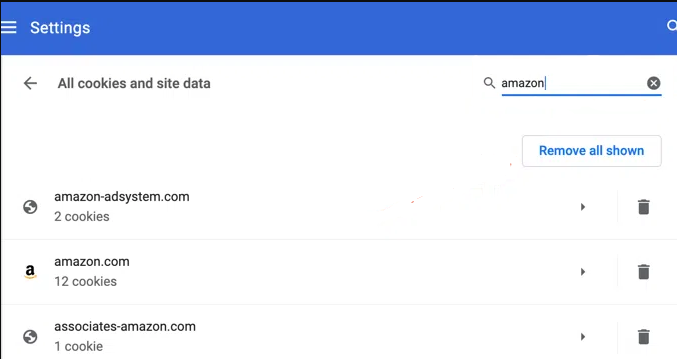 Settings
All cookies and site data
amazon
Remove all shown
amazon-adsystem.com
2 cookies
amazon.com
12 cookies
associates-amazon.com
1 cookie